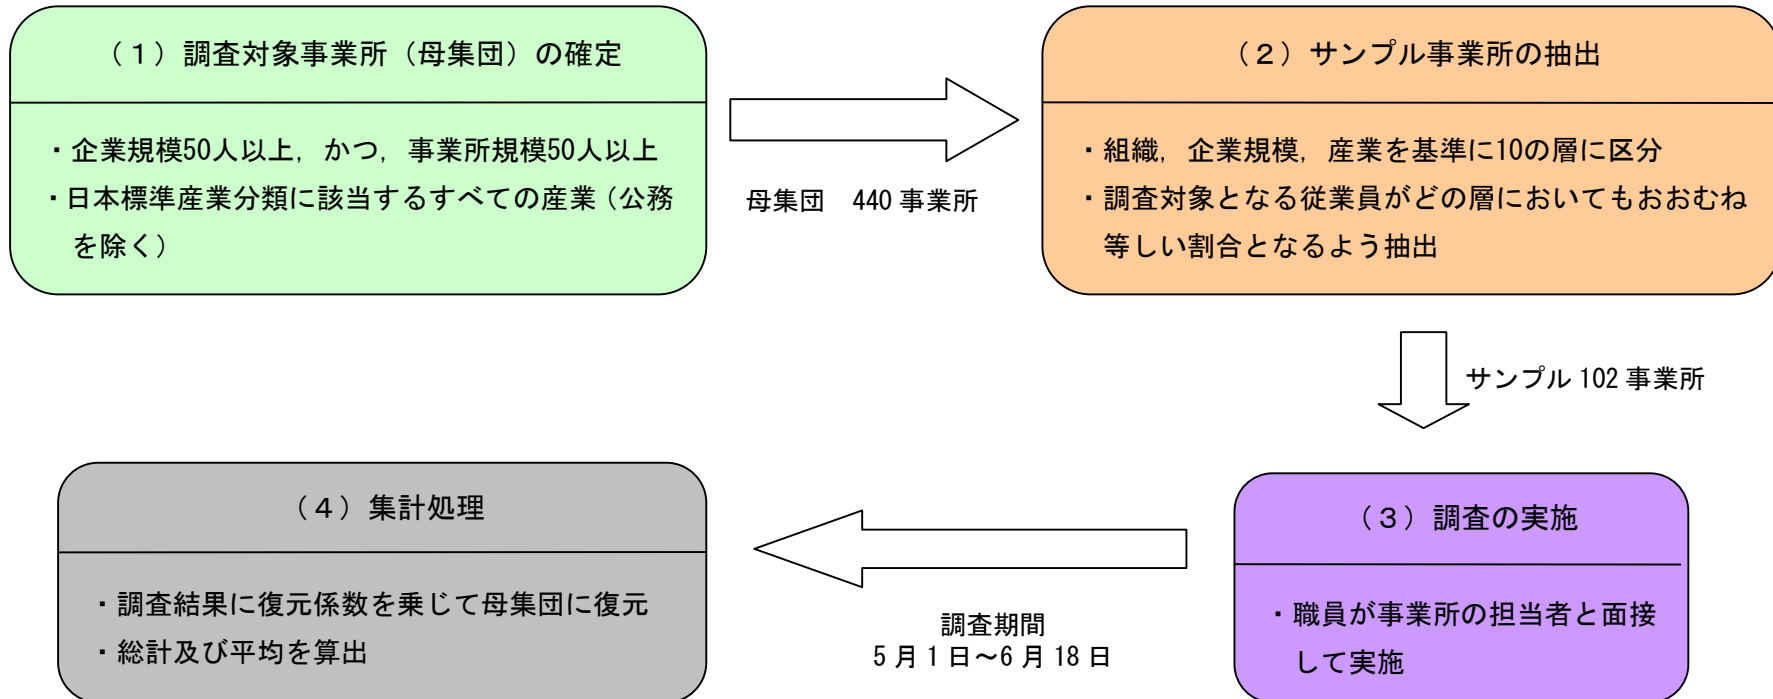 (1)調査対象事業所(母集団)の確定
・企業規模50人以上,かつ,事業所規模50人以上
・日本標準産業分類に該当するすべての産業(公務
を除く)
母集団　440 事業所
(2)サンプル事業所の抽出
・組織,企業規模,産業を基準に10の層に区分
・調査対象となる従業員がどの層においてもおおむね
等しい割合となるよう抽出
サンプル 102 事業所
(3)調査の実施
・職員が事業所の担当者と面接
して実施
調査期間
5 月 1 日~6 月 18 日
(4)集計処理
・調査結果に復元係数を乗じて母集団に復元
・総計及び平均を算出